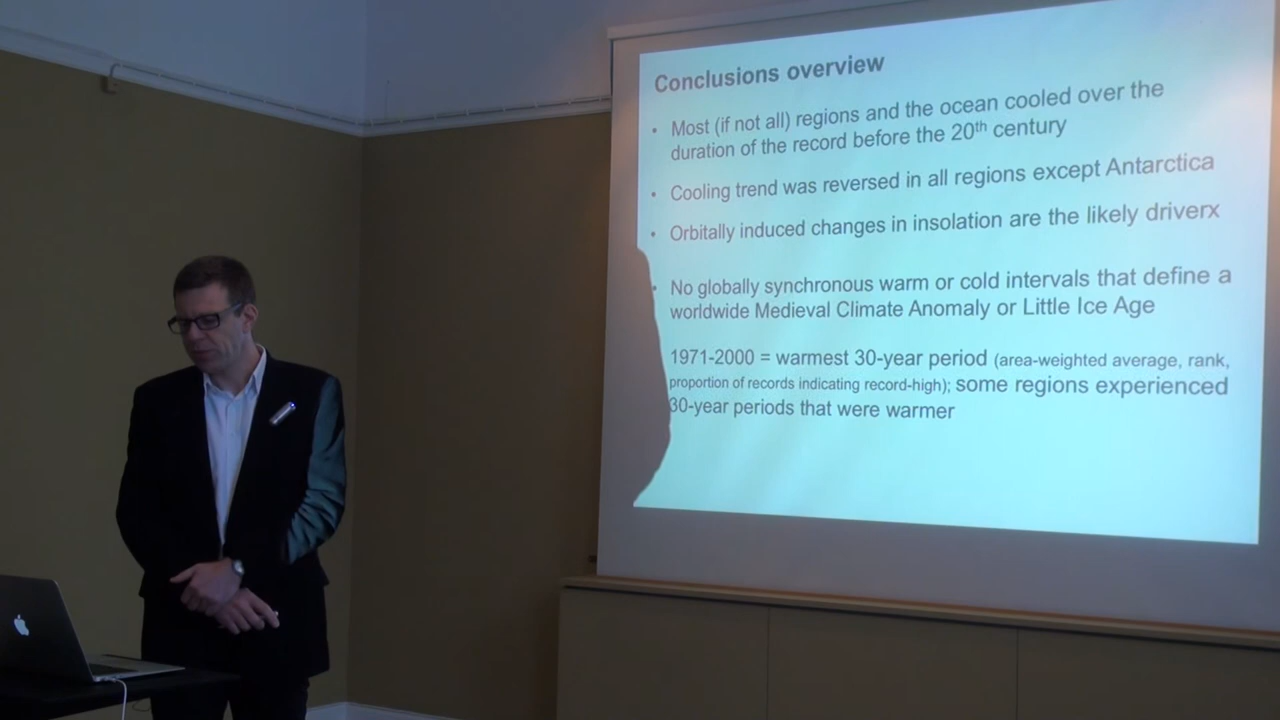 Conclusions overview
• Most (if not all) regions and the ocean cooled over the
duration of the record before the 20th century
• Cooling trend was reversed in all regions except Antarctica
• Orbitally induced changes in insolation are the likely driverx
• No globally synchronous warm or cold intervals that define a
worldwide Medieval Climate Anomaly or Little Ice Age
1971-2000 = warmest 30-year period (area-weighted average, rank,
proportion of records indicating record-high); some regions experienced
30-year periods that were warmer